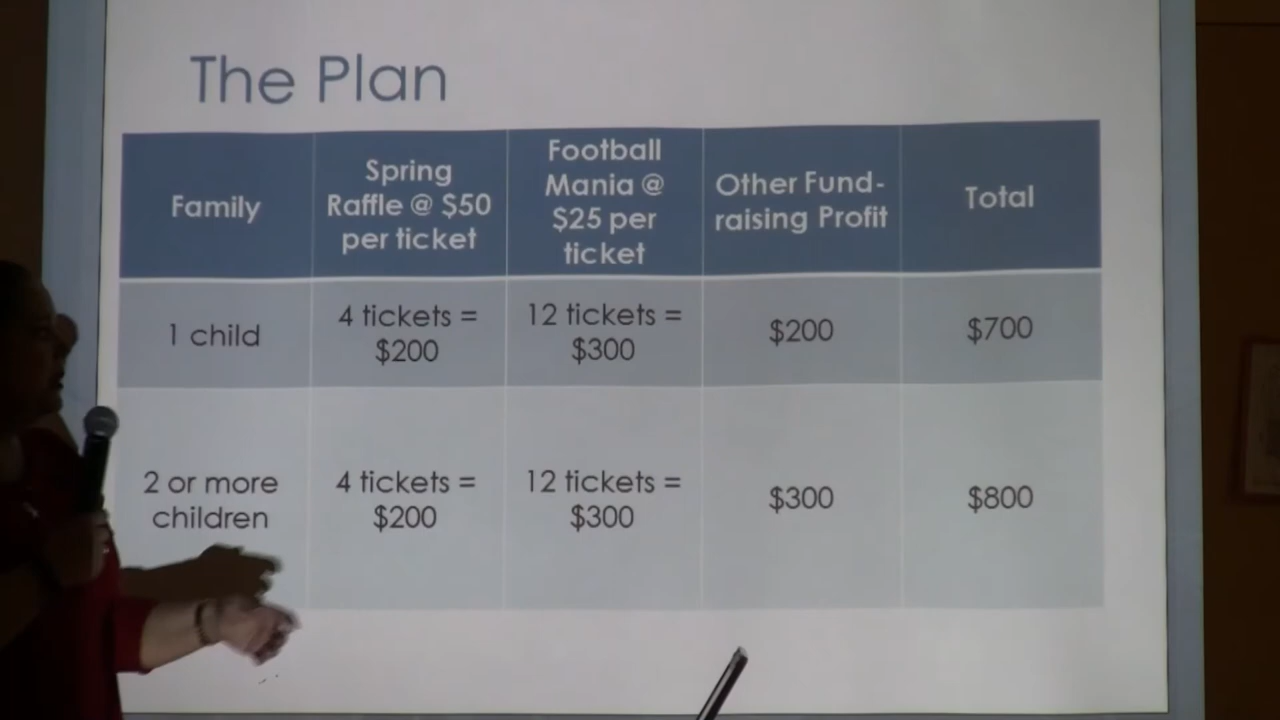 The Plan
Family
Spring
Raffle @ $50
per ticket
Football
Mania @
$25 per
ticket
Other Fund-
raising Profit
Total
1 child
4 tickets =
$200
12 tickets =
$300
$200
$700
2 or more
children
4 tickets =
$200
12 tickets =
$300
$300
$800